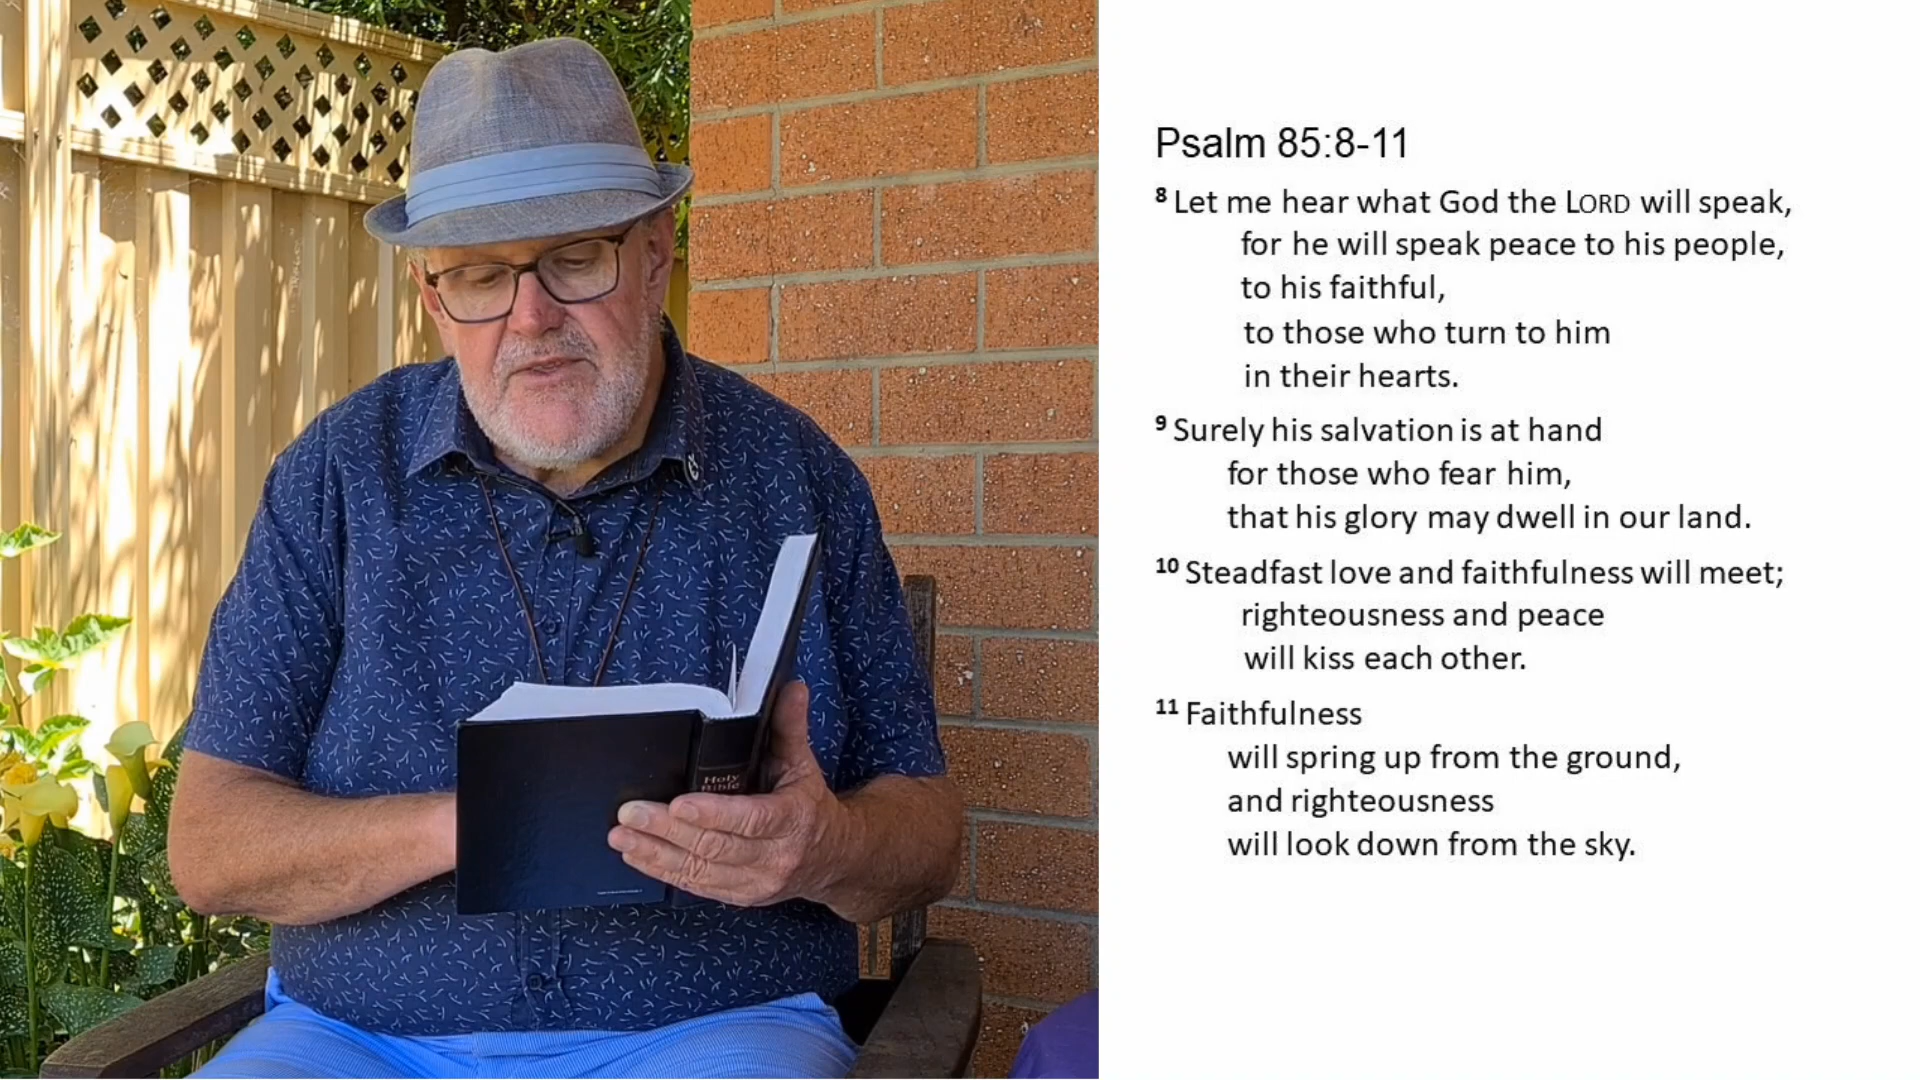 Psalm 85:8-11
8 Let me hear what God the LORD will speak,
for he will speak peace to his people,
to his faithful,
to those who turn to him
in their hearts.
9 Surely his salvation is at hand
for those who fear him,
that his glory may dwell in our land.
10 Steadfast love and faithfulness will meet;
righteousness and peace
will kiss each other.
11 Faithfulness
will spring up from the ground,
and righteousness
will look down from the sky.
Holy
Bible